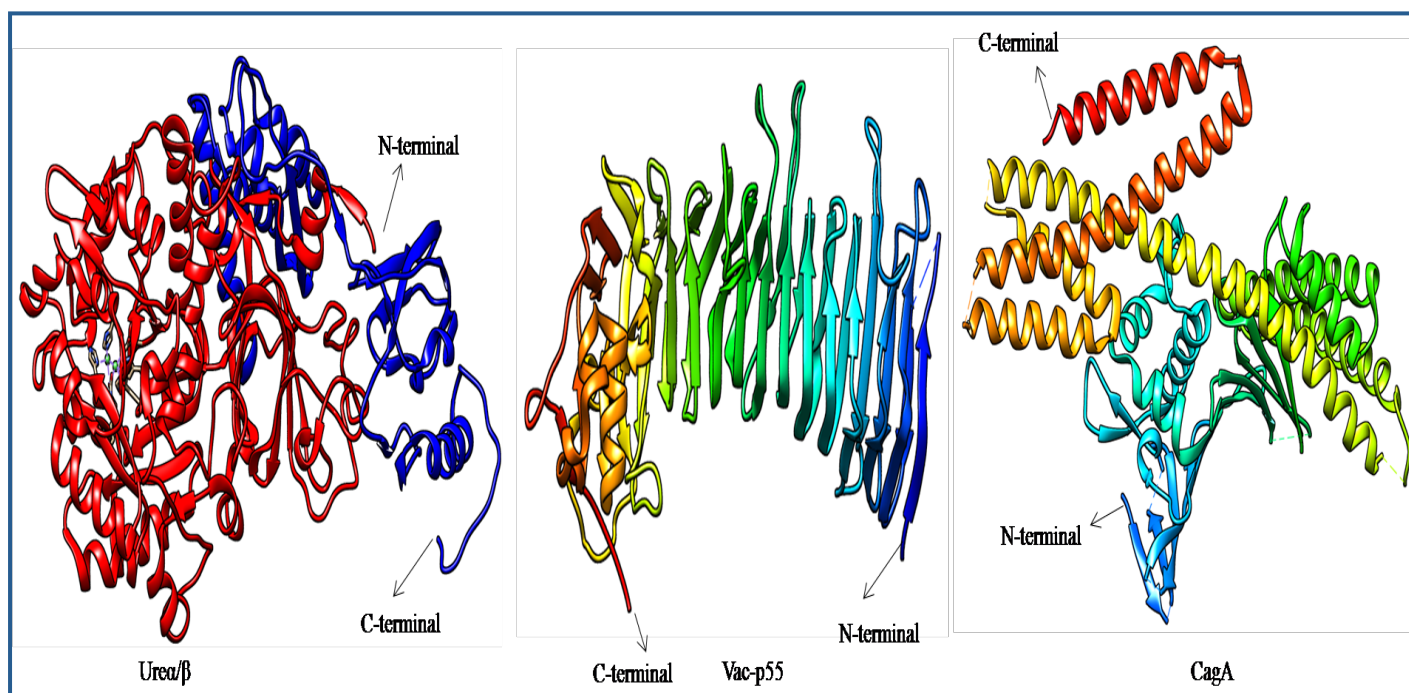 N-terminal
C-terminal
Ureα/β
C-terminal
Vac-p55
N-terminal
C-terminal
N-terminal
CagA